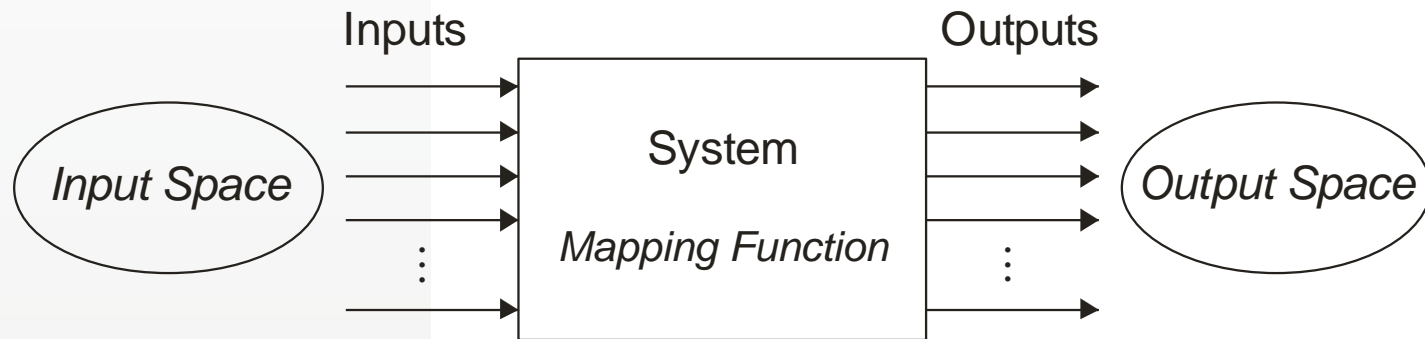 Inputs
Outputs
Input Space
System
Mapping Function
Output Space